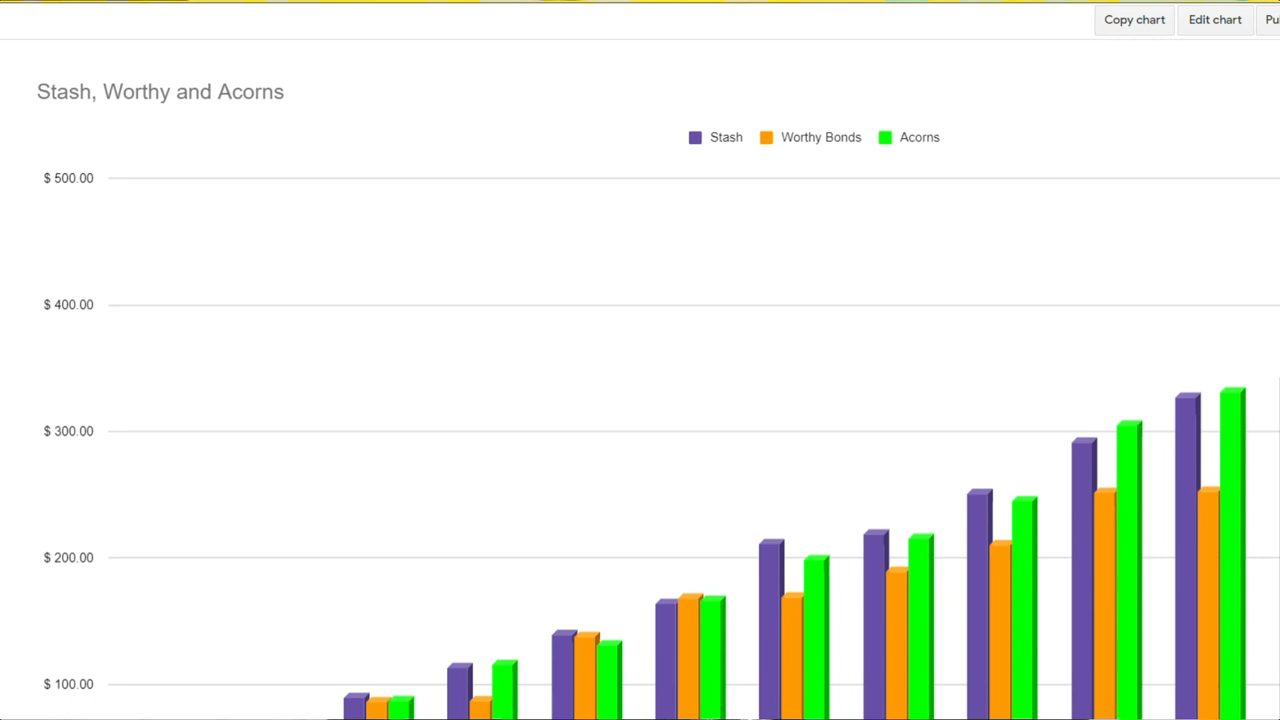 Copy chart Edit chart Pu
Stash, Worthy and Acorns
Stash Worthy Bonds Acorns
$ 500.00
$ 400.00
$ 300.00
$ 200.00
$ 100.00